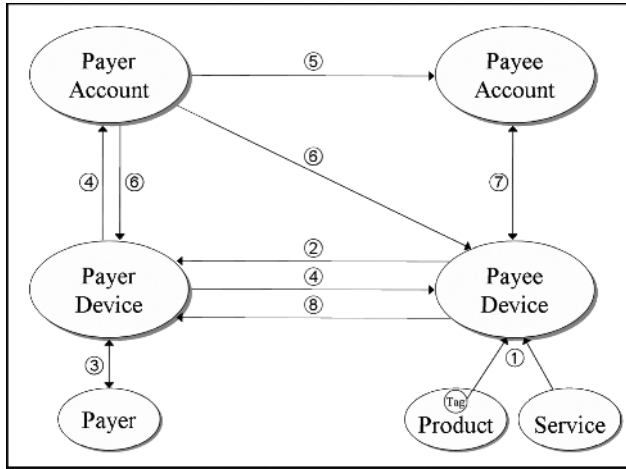 Payer
Account
⑤
Payee
Account
④
⑥
⑥
⑦
Payer
Device
②
④
⑧
Payee
Device
③
①
Payer
Tag
Product
Service